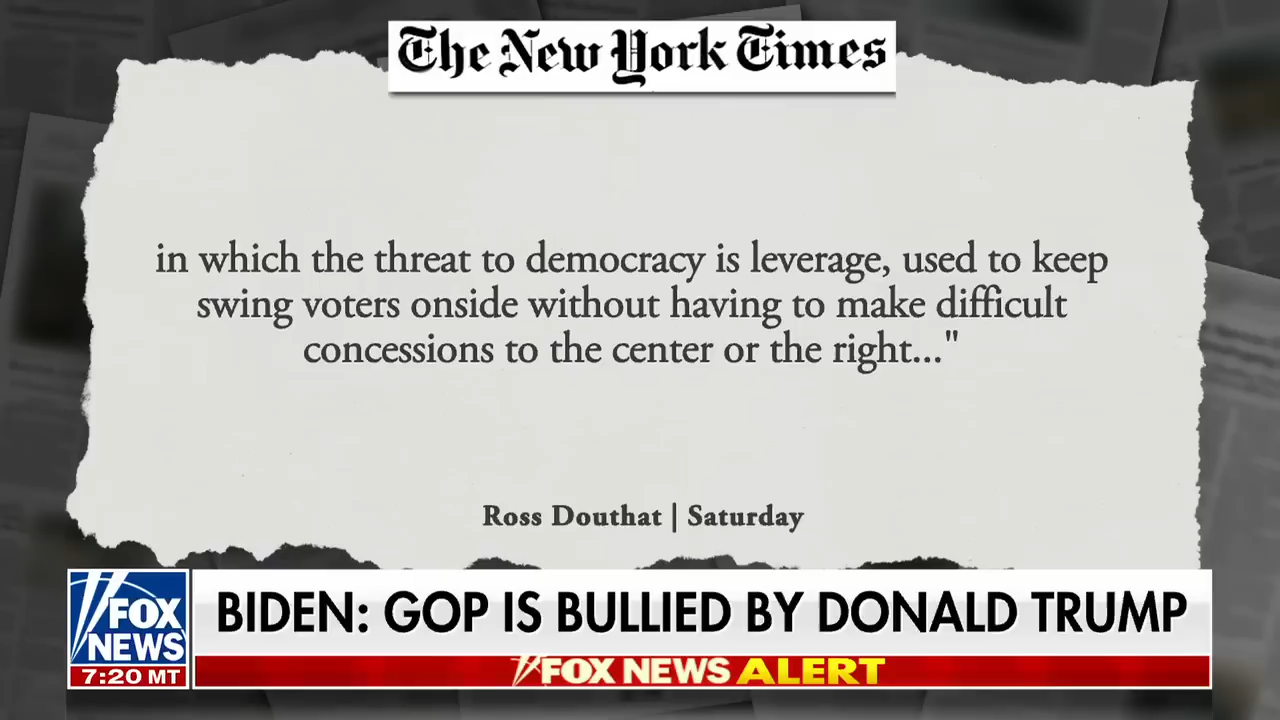 The New York Times
in which the threat to democracy is leverage, used to keep
swing voters onside without having to make difficult
concessions to the center or the right..."
Ross Douthat | Saturday
BIDEN: GOP IS BULLIED BY DONALD TRUMP
FOX
NEWS
7:20 MT
FOX NEWS ALERT